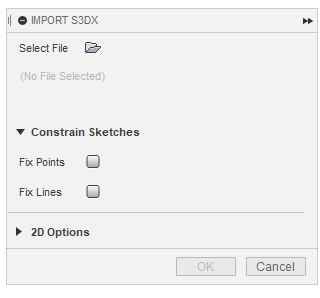 IMPORT S3DX
Select File
(No File Selected)
Constrain Sketches
Fix Points
Fix Lines
2D Options
OK Cancel